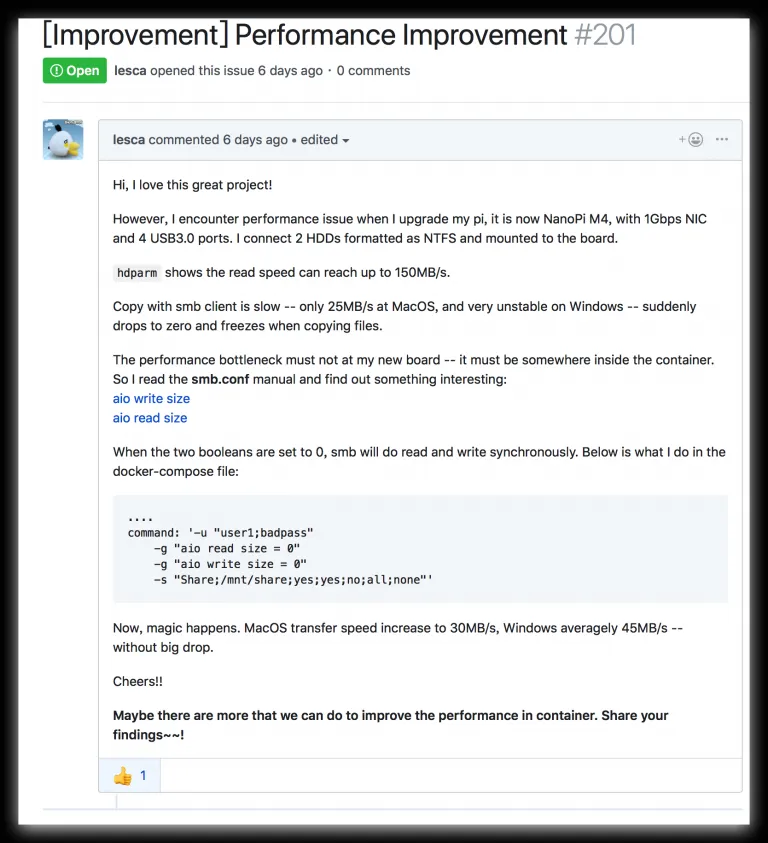 [Improvement] Performance Improvement #201
Open lesca opened this issue 6 days ago · 0 comments
lesca commented 6 days ago • edited
Hi, I love this great project!
However, I encounter performance issue when I upgrade my pi, it is now NanoPi M4, with 1Gbps NIC
and 4 USB3.0 ports. I connect 2 HDDs formatted as NTFS and mounted to the board.
hdparm shows the read speed can reach up to 150MB/s.
Copy with smb client is slow -- only 25MB/s at MacOS, and very unstable on Windows -- suddenly
drops to zero and freezes when copying files.
The performance bottleneck must not at my new board -- it must be somewhere inside the container.
So I read the smb.conf manual and find out something interesting:
aio write size
aio read size
When the two booleans are set to 0, smb will do read and write synchronously. Below is what I do in the
docker-compose file:
....
command: '-u "user1;badpass"
-g "aio read size = 0"
-g "aio write size = 0"
-s "Share;/mnt/share;yes;yes;no;all;none"'
Now, magic happens. MacOS transfer speed increase to 30MB/s, Windows averagely 45MB/s --
without big drop.
Cheers!!
Maybe there are more that we can do to improve the performance in container. Share your
findings~~!
👍 1